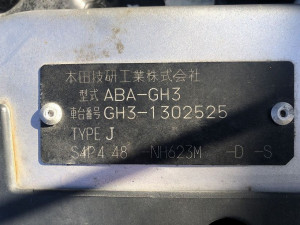 本田技研工業株式会社
型式 ABA-GH3
車台番号 GH3-1302525
TYPE J
S4P4 48 -NH623M -D -S